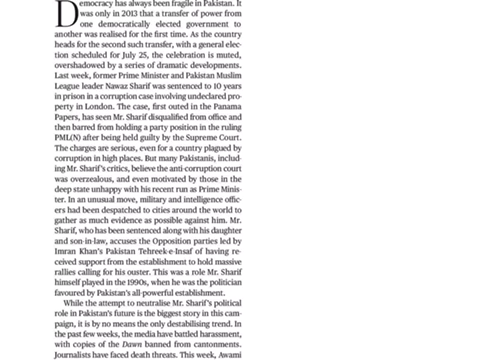 Democracy has always been fragile in Pakistan. It
was only in 2013 that a transfer of power from
one democratically elected government to
another was realised for the first time. As the country
heads for the second such transfer, with a general elec-
tion scheduled for July 25, the celebration is muted,
overshadowed by a series of dramatic developments.
Last week, former Prime Minister and Pakistan Muslim
League leader Nawaz Sharif was sentenced to 10 years
in prison in a corruption case involving undeclared pro-
perty in London. The case, first outed in the Panama
Papers, has seen Mr. Sharif disqualified from office and
then barred from holding a party position in the ruling
PML(N) after being held guilty by the Supreme Court.
The charges are serious, even for a country plagued by
corruption in high places. But many Pakistanis, includ-
ing Mr. Sharif's critics, believe the anti-corruption court
was overzealous, and even motivated by those in the
deep state unhappy with his recent run as Prime Minis-
ter. In an unusual move, military and intelligence offic-
ers had been despatched to cities around the world to
gather as much evidence as possible against him. Mr.
Sharif, who has been sentenced along with his daughter
and son-in-law, accuses the Opposition parties led by
Imran Khan's Pakistan Tehreek-e-Insaf of having re-
ceived support from the establishment to hold massive
rallies calling for his ouster. This was a role Mr. Sharif
himself played in the 1990s, when he was the politician
favoured by Pakistan's all-powerful establishment.
While the attempt to neutralise Mr. Sharif's political
role in Pakistan's future is the biggest story in this cam-
paign, it is by no means the only destabilising trend. In
the past few weeks, the media have battled harassment,
with copies of the Dawn banned from cantonments.
Journalists have faced death threats. This week, Awami